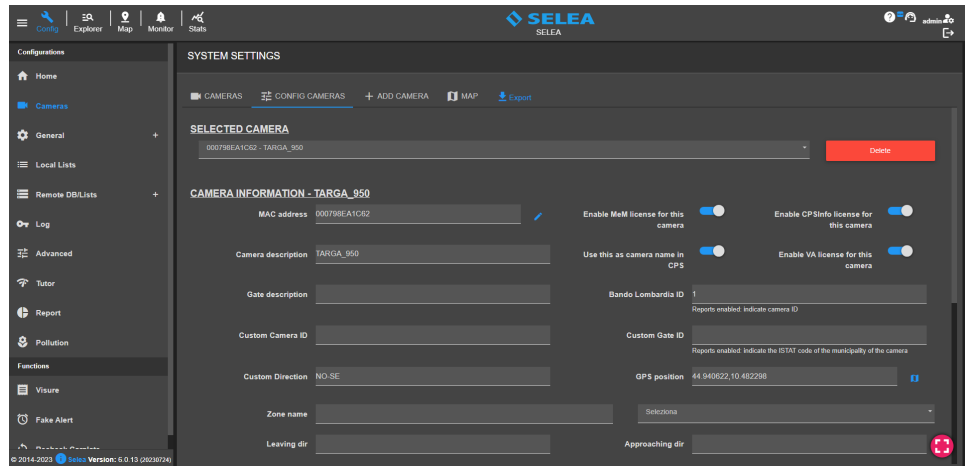 SELEA
Config
Explorer
Map
Monitor
Stats
SELEA
admin
Configurations
SYSTEM SETTINGS
Home
Cameras
General +
Local Lists
Remote DB/Lists +
Log
Advanced
Tutor
Report
Pollution
Functions
Visure
Fake Alert
© 2014-2023 Selea Version: 6.0.13 (20230724)
CAMERAS
CONFIG CAMERAS
+ ADD CAMERA
MAP
Export
SELECTED CAMERA
000798EA1C62 - TARGA_950
Delete
CAMERA INFORMATION - TARGA_950
MAC address 000798EA1C62
Enable MeM license for this
camera
Enable CPSInfo license for
this camera
Camera description TARGA_950
Use this as camera name in
CPS
Enable VA license for this
camera
Gate description
Bando Lombardia ID 1
Reports enabled: indicate camera ID
Custom Camera ID
Custom Gate ID
Reports enabled: indicate the ISTAT code of the municipality of the camera
Custom Direction NO-SE
GPS position 44.940622,10.482298
Zone name
Seleziona
Leaving dir
Approaching dir